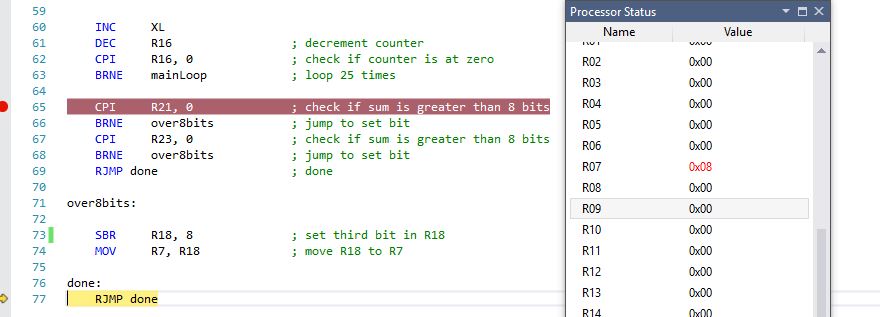 59
60 INC XL
61 DEC R16 ; decrement counter
62 CPI R16, 0 ; check if counter is at zero
63 BRNE mainLoop ; loop 25 times
64
65 CPI R21, 0 ; check if sum is greater than 8 bits
66 BRNE over8bits ; jump to set bit
67 CPI R23, 0 ; check if sum is greater than 8 bits
68 BRNE over8bits ; jump to set bit
69 RJMP done ; done
70
71 over8bits:
72
73 SBR R18, 8 ; set third bit in R18
74 MOV R7, R18 ; move R18 to R7
75
76 done:
77 RJMP done
Processor Status
Name Value
R01 0x00
R02 0x00
R03 0x00
R04 0x00
R05 0x00
R06 0x00
R07 0x08
R08 0x00
R09 0x00
R10 0x00
R11 0x00
R12 0x00
R13 0x00
R14 0x00